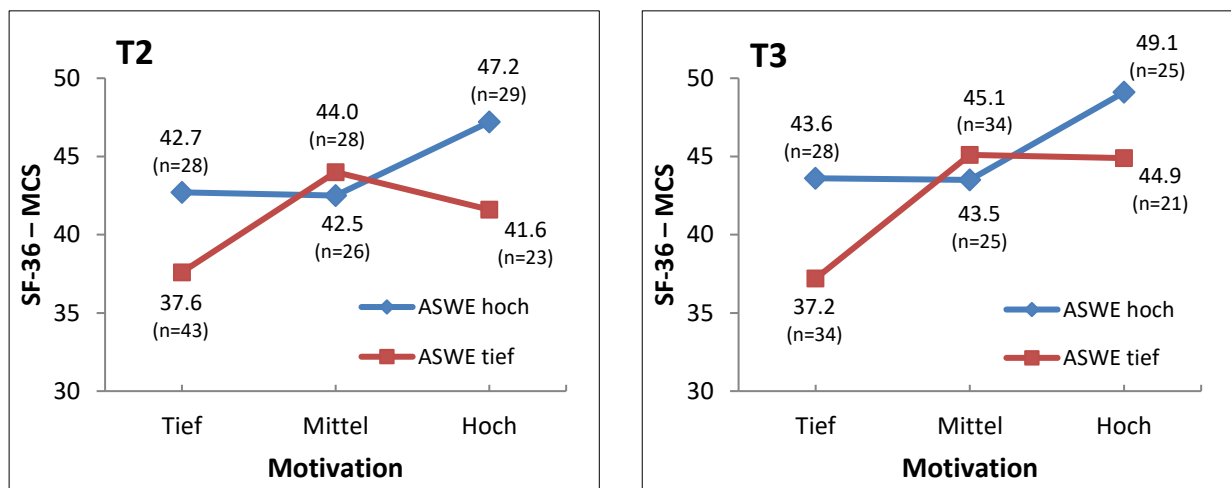 T2
SF-36 – MCS
50
45
40
35
30
42.7
(n=28)
44.0
(n=28)
47.2
(n=29)
37.6
(n=43)
42.5
(n=26)
41.6
(n=23)
ASWE hoch
ASWE tief
Tief
Mittel
Hoch
Motivation
T3
SF-36 – MCS
50
45
40
35
30
43.6
(n=28)
45.1
(n=34)
49.1
(n=25)
37.2
(n=34)
43.5
(n=25)
44.9
(n=21)
ASWE hoch
ASWE tief
Tief
Mittel
Hoch
Motivation